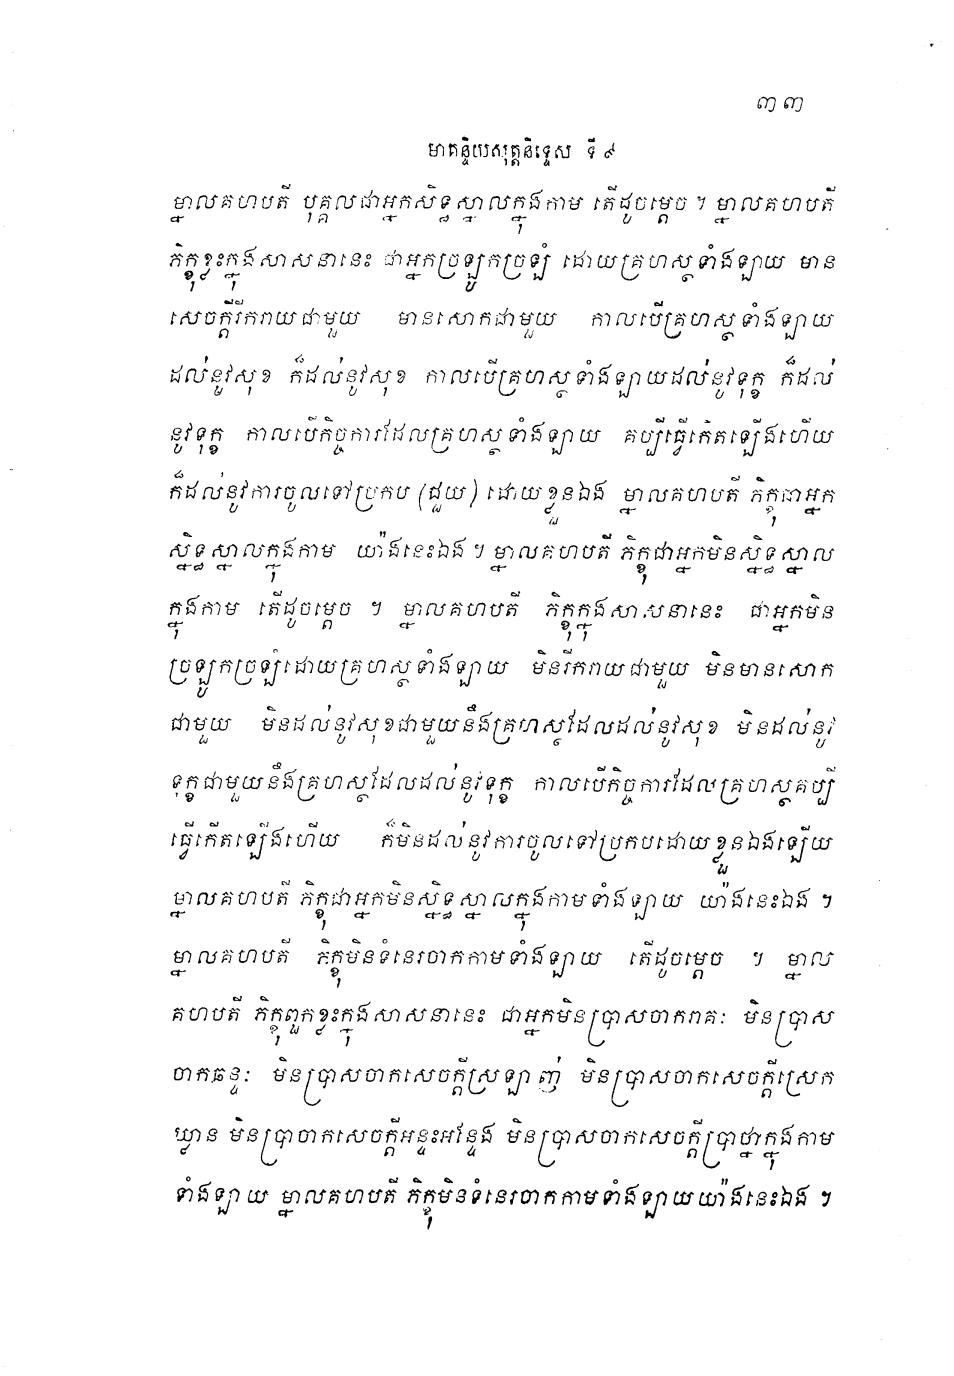 ៣៣
មាគន្ទិយសុត្តនិទ្ទេស ទី៩
ម្នាលគហបតី បុគ្គលជាអ្នកសិទ្ធស្នាលក្នុងកាម តើដូចម្តេច ។ ម្នាលគហបតី
ភិក្ខុខ្លះក្នុងសាសនានេះ ជាអ្នកច្រឡូកច្រឡំ ដោយគ្រហស្ថទាំងឡាយ មាន
សេចក្តីរីករាយជាមួយ មានសោកជាមួយ កាលបើគ្រហស្ថទាំងឡាយ
ដល់នូវសុខ ក៏ដល់នូវសុខ កាលបើគ្រហស្ថទាំងឡាយដល់នូវទុក្ខ ក៏ដល់
នូវទុក្ខ កាលបើកិច្ចការដែលគ្រហស្ថទាំងឡាយ គប្បីធ្វើកើតឡើងហើយ
ក៏ដល់នូវការចូលទៅប្រកប (ជួយ) ដោយខ្លួនឯង ម្នាលគហបតី ភិក្ខុជាអ្នក
ស្និទ្ធស្នាលក្នុងកាម យ៉ាងនេះឯង ។ ម្នាលគហបតី ភិក្ខុជាអ្នកមិនស្និទ្ធស្នាល
ក្នុងកាម តើដូចម្តេច ។ ម្នាលគហបតី ភិក្ខុក្នុងសាសនានេះ ជាអ្នកមិន
ច្រឡូកច្រឡំដោយគ្រហស្ថទាំងឡាយ មិនរីករាយជាមួយ មិនមានសោក
ជាមួយ មិនដល់នូវសុខជាមួយនឹងគ្រហស្ថដែលដល់នូវសុខ មិនដល់នូវ
ទុក្ខជាមួយនឹងគ្រហស្ថដែលដល់នូវទុក្ខ កាលបើកិច្ចការដែលគ្រហស្ថគប្បី
ធ្វើកើតឡើងហើយ ក៏មិនដល់នូវការចូលទៅប្រកបដោយខ្លួនឯងឡើយ
ម្នាលគហបតី ភិក្ខុជាអ្នកមិនស្និទ្ធស្នាលក្នុងកាមទាំងឡាយ យ៉ាងនេះឯង ។
ម្នាលគហបតី ភិក្ខុមិនទំនេរចាកកាមទាំងឡាយ តើដូចម្តេច ។ ម្នាល
គហបតី ភិក្ខុពួកខ្លះក្នុងសាសនានេះ ជាអ្នកមិនប្រាសចាករាគៈ មិនប្រាស
ចាកឆន្ទៈ មិនប្រាសចាកសេចក្តីស្រឡាញ់ មិនប្រាសចាកសេចក្តីស្រេក
ឃ្លាន មិនប្រាចាកសេចក្តីអន្ទះអន្ទែង មិនប្រាសចាកសេចក្តីប្រាថ្នាក្នុងកាម
ទាំងឡាយ ម្នាលគហបតី ភិក្ខុមិនទំនេរចាកកាមទាំងឡាយយ៉ាងនេះឯង ។